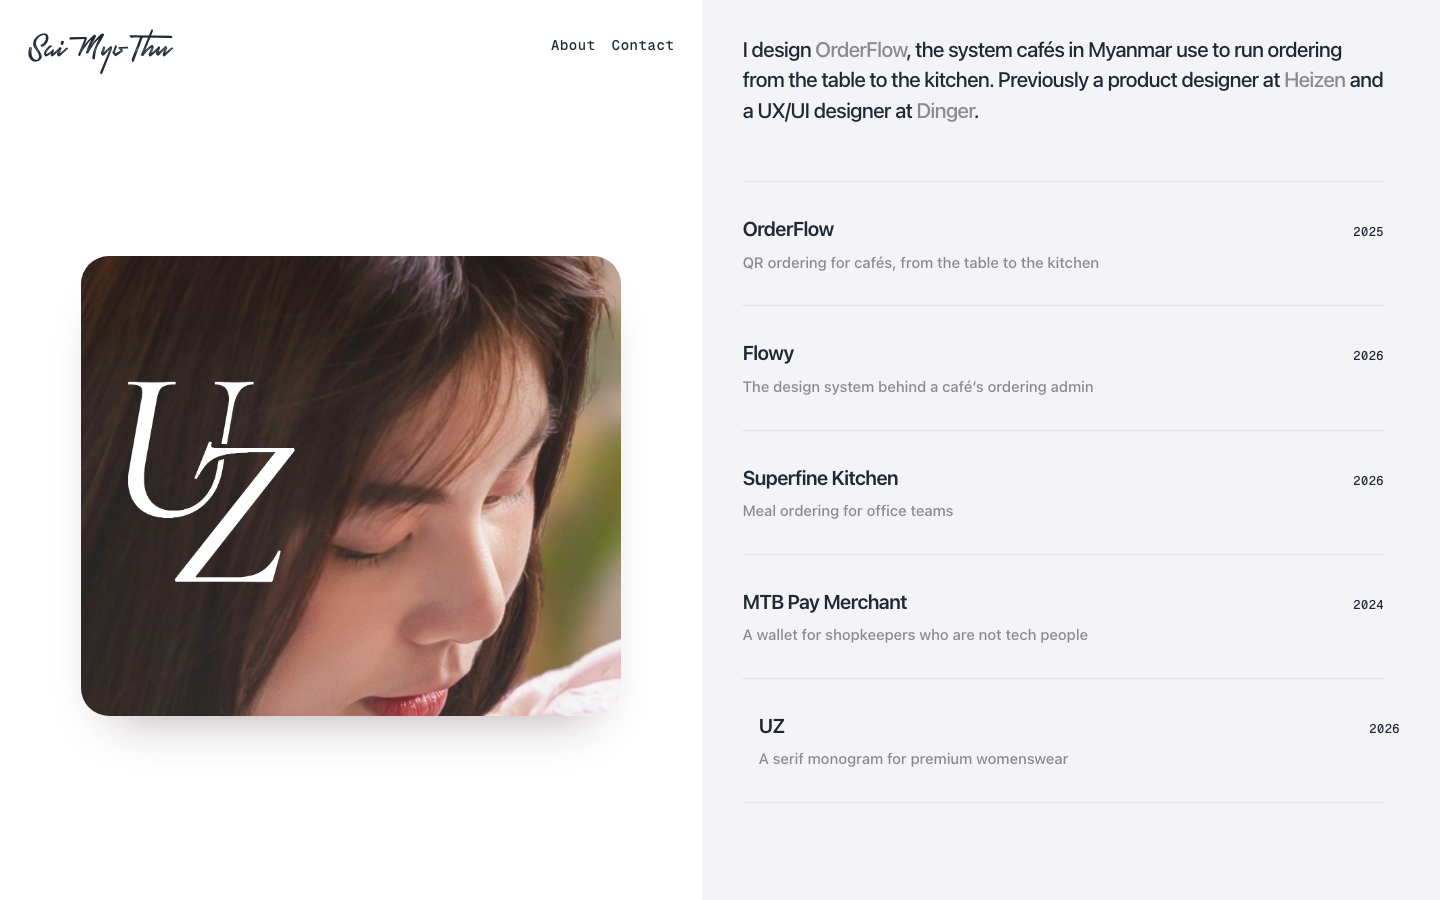 Sai Myo Thu
About Contact
I design OrderFlow, the system cafés in Myanmar use to run ordering
from the table to the kitchen. Previously a product designer at Heizen and
a UX/UI designer at Dinger.
OrderFlow 2025
QR ordering for cafés, from the table to the kitchen
Flowy 2026
The design system behind a café’s ordering admin
Superfine Kitchen 2026
Meal ordering for office teams
MTB Pay Merchant 2024
A wallet for shopkeepers who are not tech people
UZ
UZ 2026
A serif monogram for premium womenswear